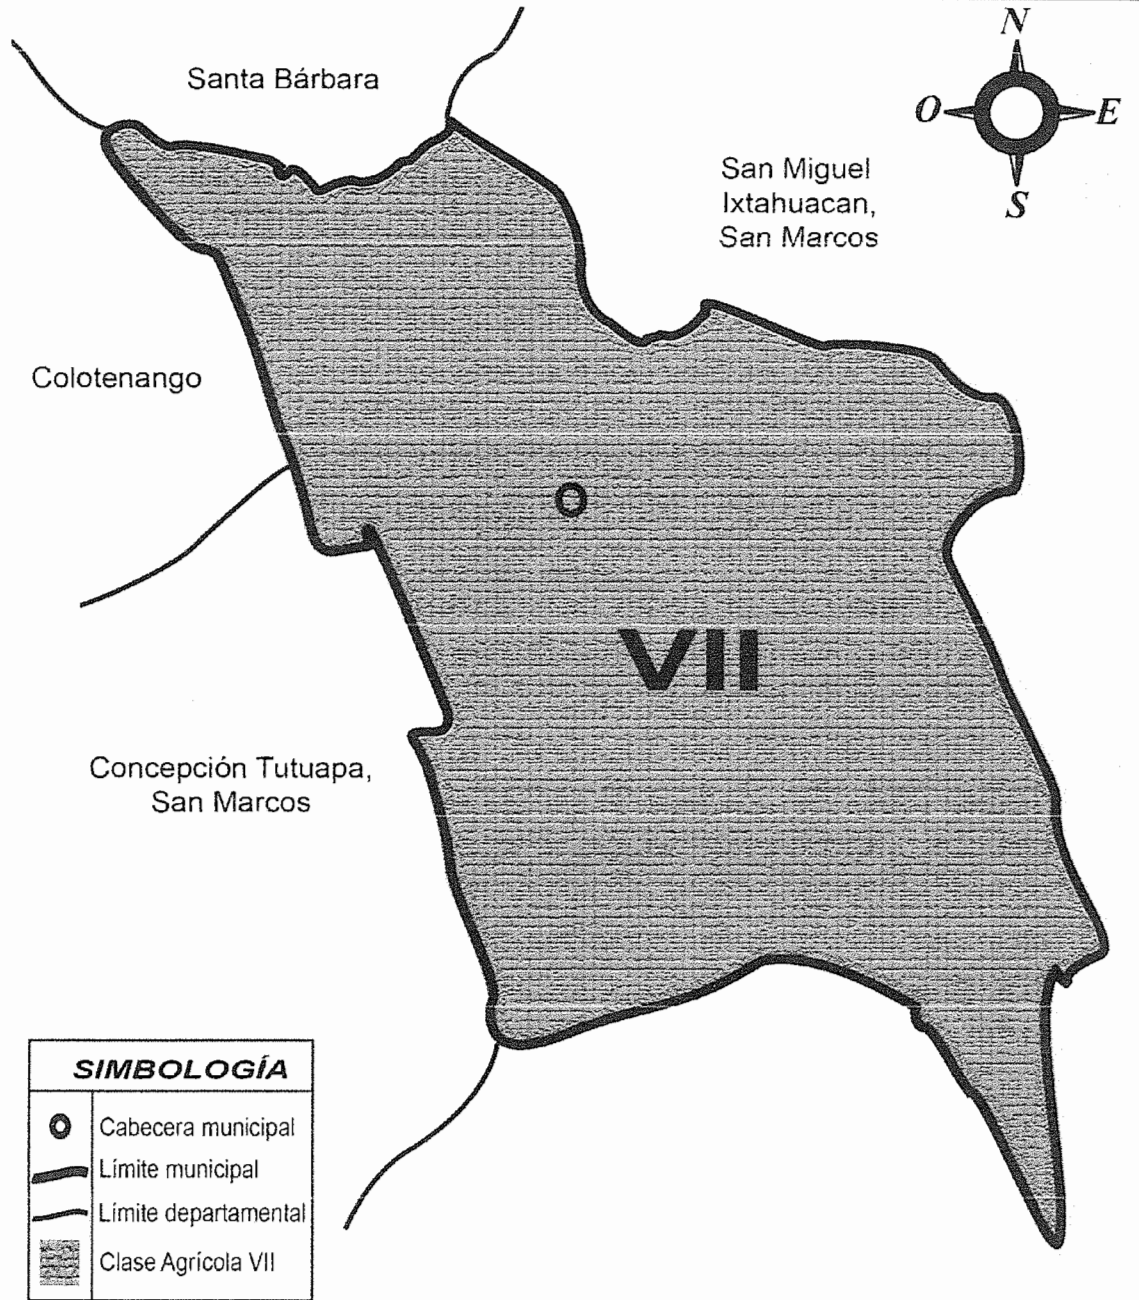 N
Santa Bárbara
O
E
San Miguel
Ixtahuacan,
San Marcos
S
Colotenango
VII
Concepción Tutuapa,
San Marcos
SIMBOLOGÍA
Cabecera municipal
Límite municipal
Límite departamental
Clase Agrícola VII